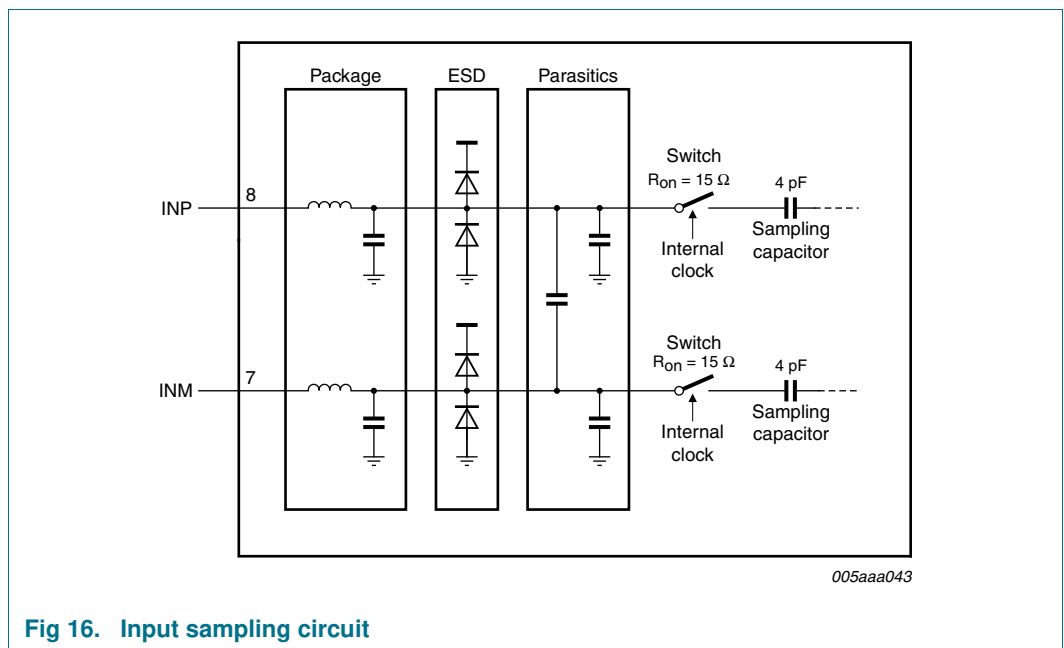 Package
ESD
Parasitics
Switch
Ron = 15 Ω
4 pF
8
INP
Internal
clock
Sampling
capacitor
Switch
Ron = 15 Ω
4 pF
7
INM
Internal
clock
Sampling
capacitor
005aaa043
Fig 16. Input sampling circuit